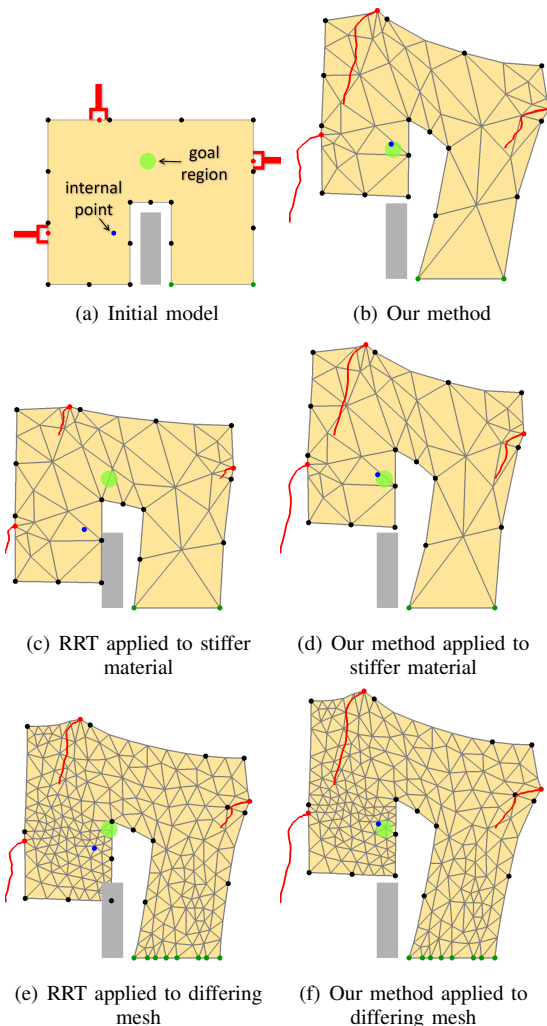 goal
region
internal
point
(a) Initial model
(b) Our method
(c) RRT applied to stiffer
material
(d) Our method applied to
stiffer material
(e) RRT applied to differing
mesh
(f) Our method applied to
differing mesh